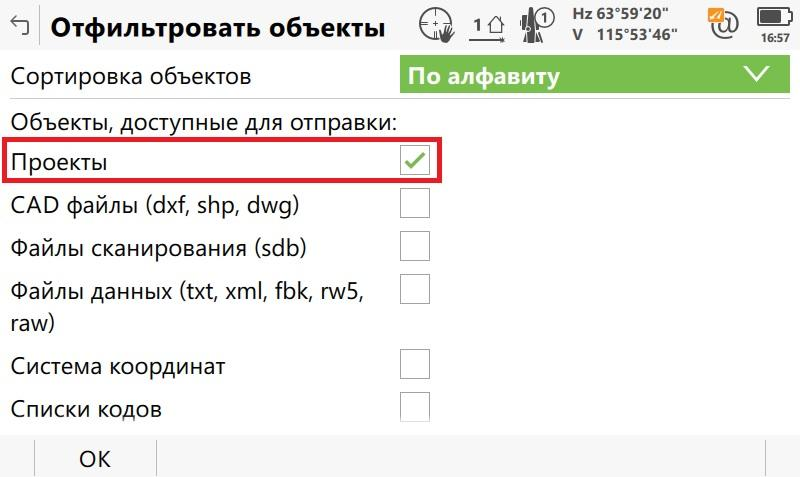 Отфильтровать объекты
1
1
Hz 63°59'20"
V 115°53'46"
@
16:57
Сортировка объектов
По алфавиту
Объекты, доступные для отправки:
Проекты
CAD файлы (dxf, shp, dwg)
Файлы сканирования (sdb)
Файлы данных (txt, xml, fbk, rw5,
raw)
Система координат
Списки кодов
OK